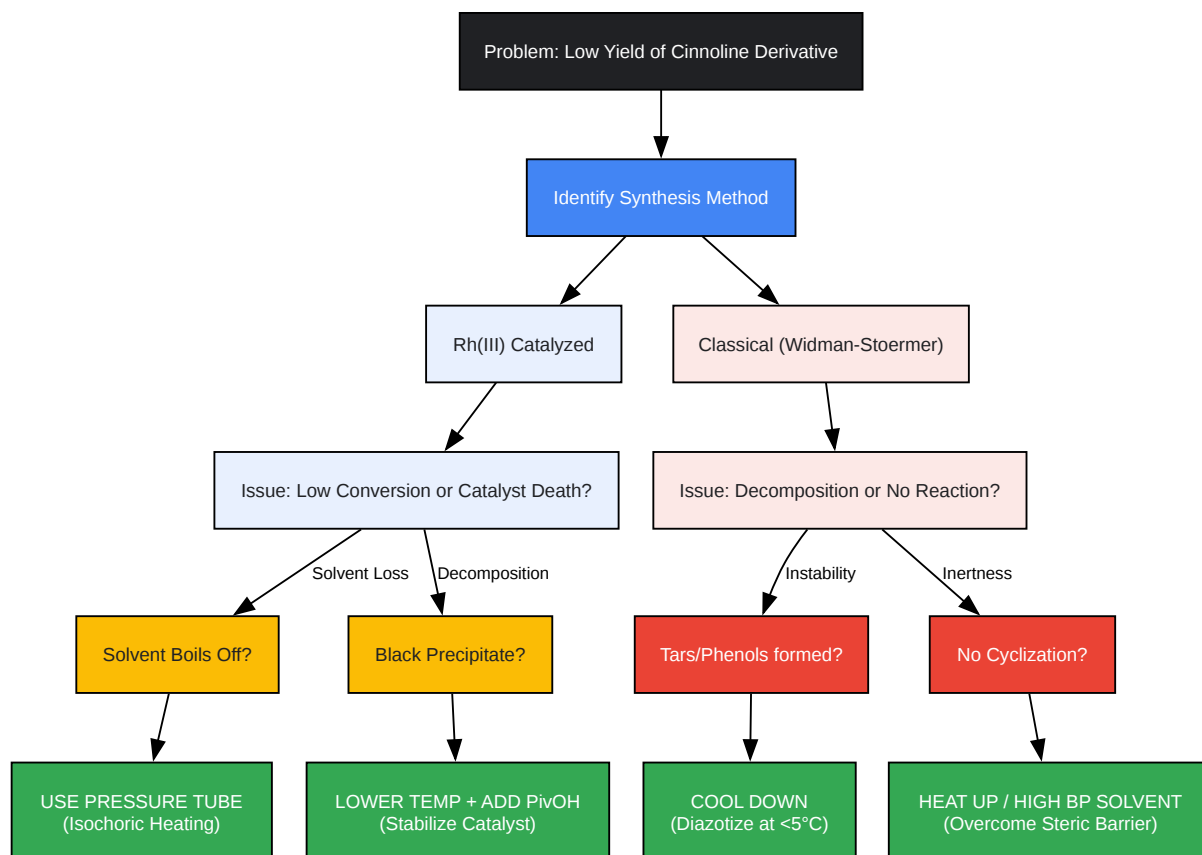 Problem: Low Yield of Cinnoline Derivative
Identify Synthesis Method
Rh(III) Catalyzed
Classical (Widman-Stoermer)
Issue: Low Conversion or Catalyst Death?
Issue: Decomposition or No Reaction?
Solvent Loss
Decomposition
Instability
Inertness
Solvent Boils Off?
Black Precipitate?
Tars/Phenols formed?
No Cyclization?
USE PRESSURE TUBE
(Isochoric Heating)
LOWER TEMP + ADD PivOH
(Stabilize Catalyst)
COOL DOWN
(Diazotize at <5°C)
HEAT UP / HIGH BP SOLVENT
(Overcome Steric Barrier)